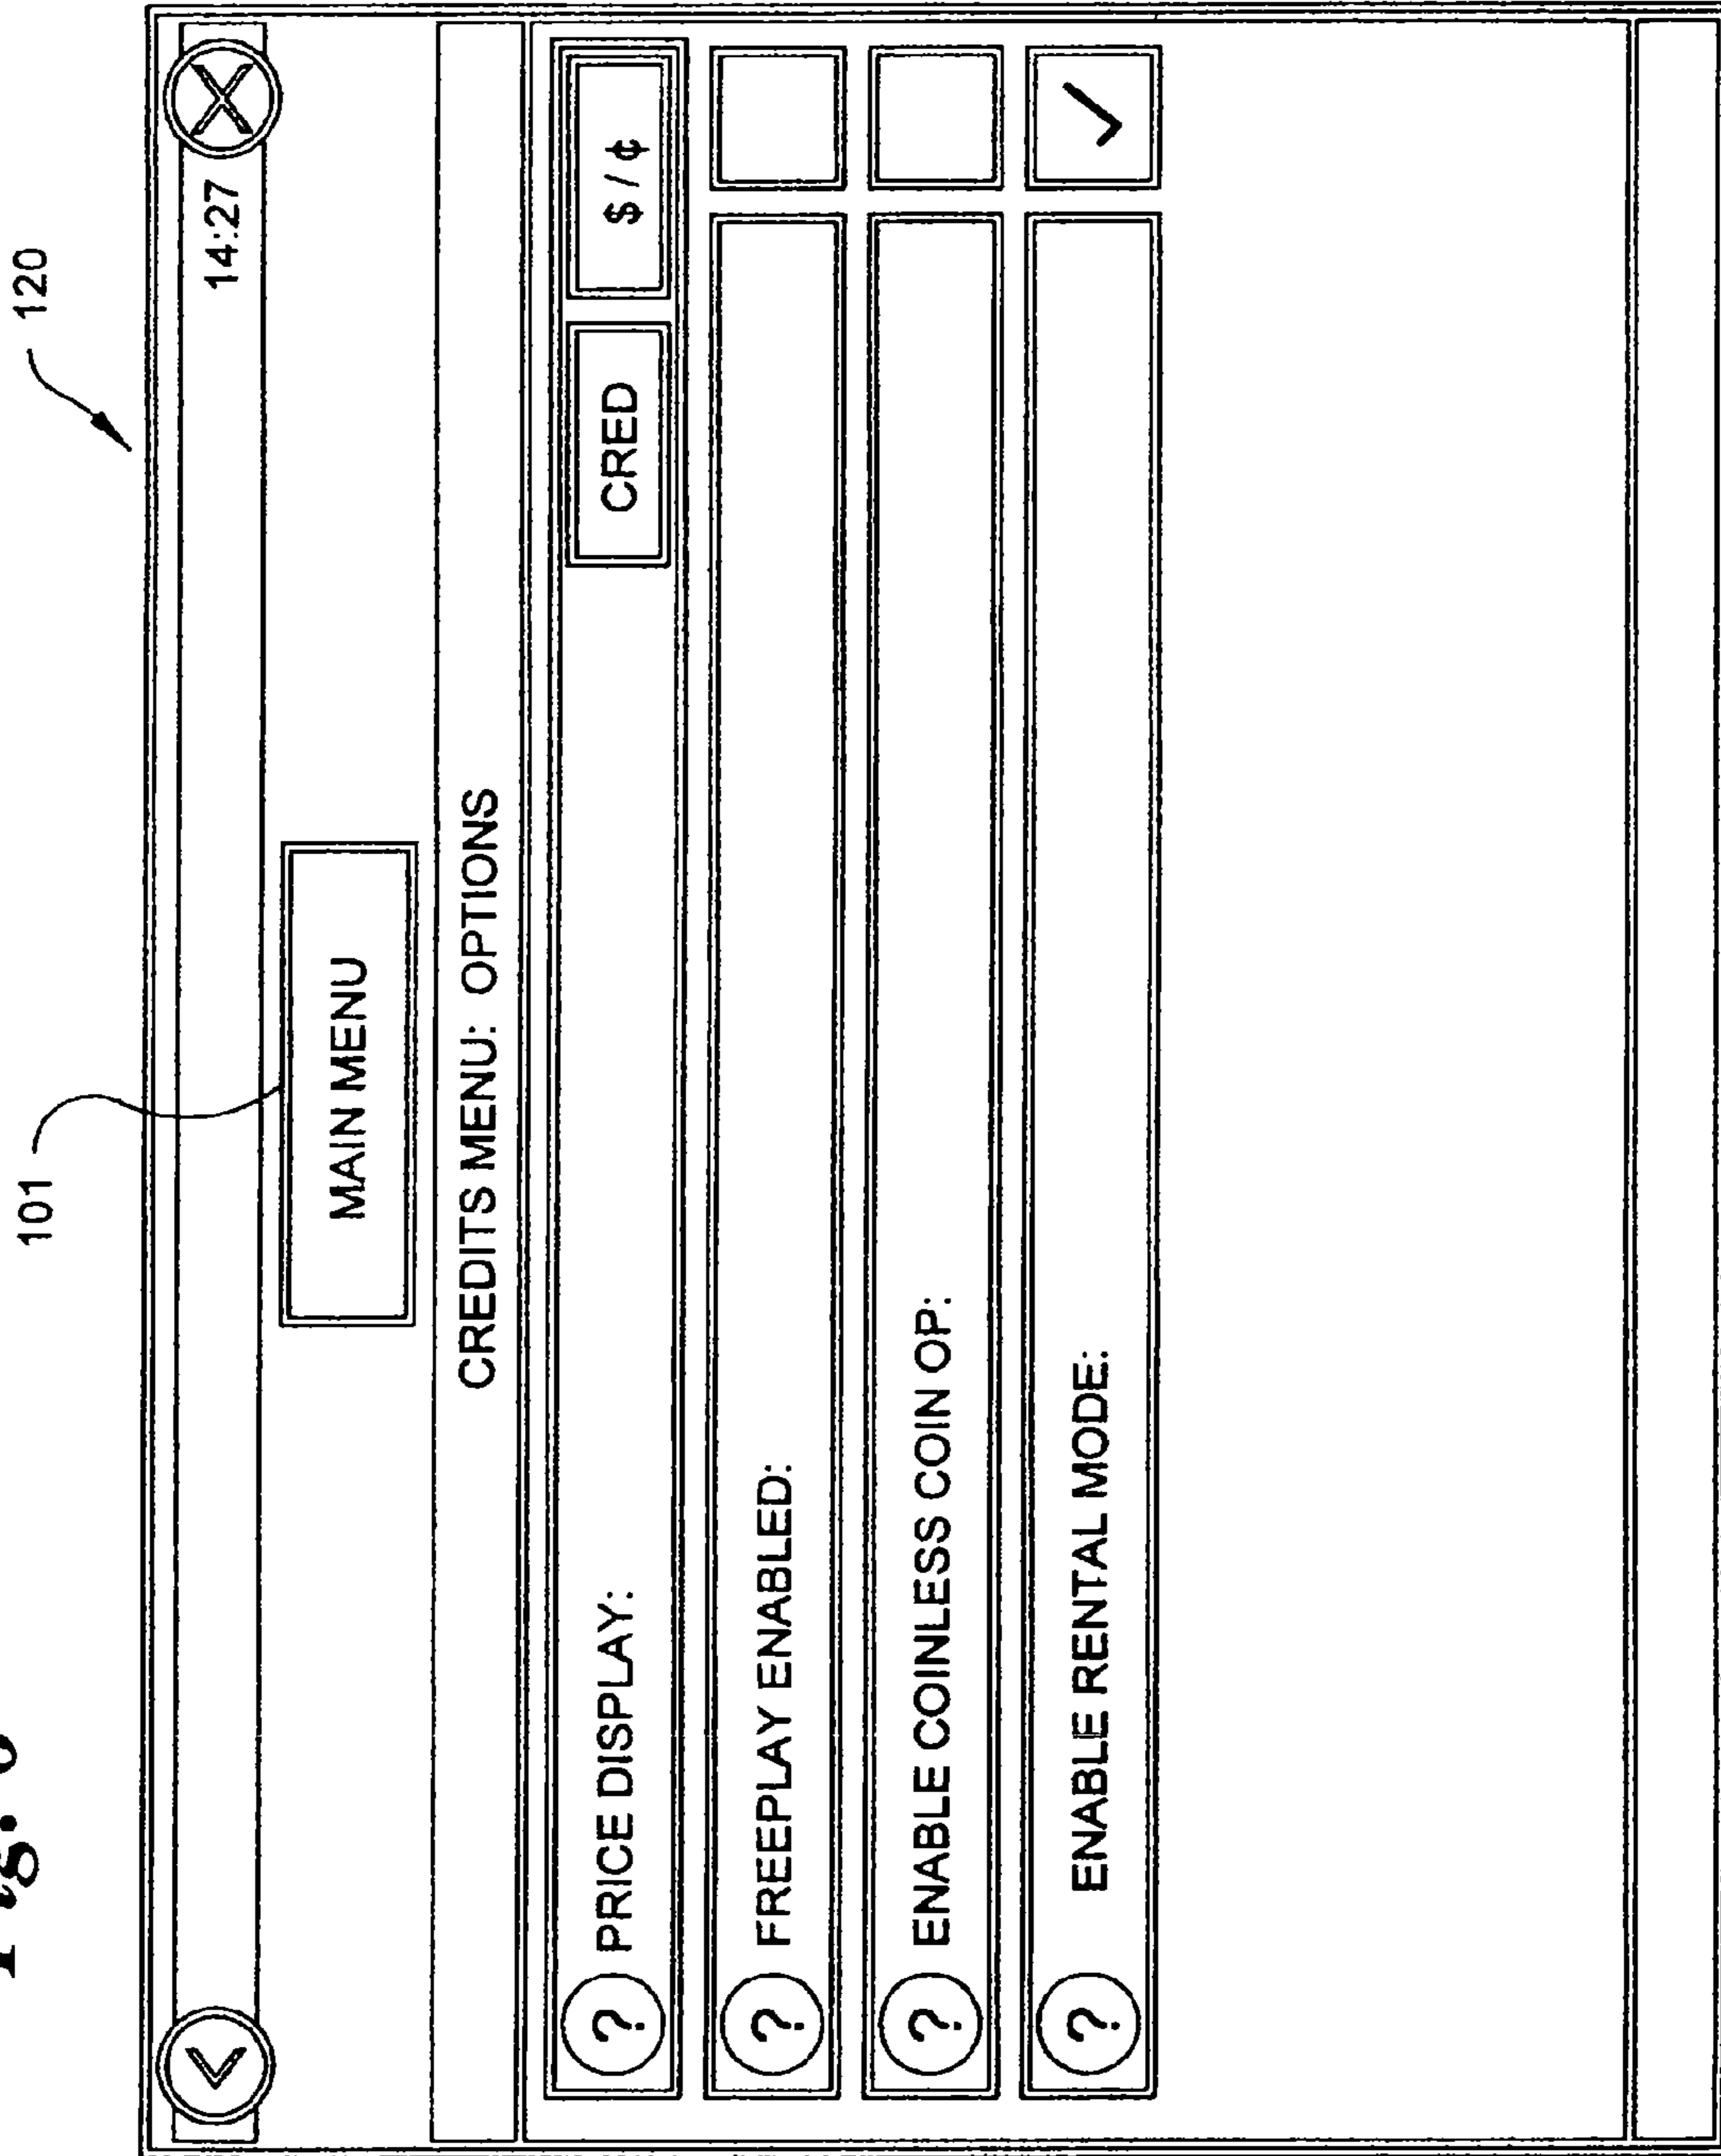 Fig.
101
120
14:27 X
MAIN MENU
CREDITS MENU: OPTIONS
? PRICE DISPLAY: CRED $ / ¢
? FREEPLAY ENABLED:
? ENABLE COINLESS COIN OP:
? ENABLE RENTAL MODE: ✓